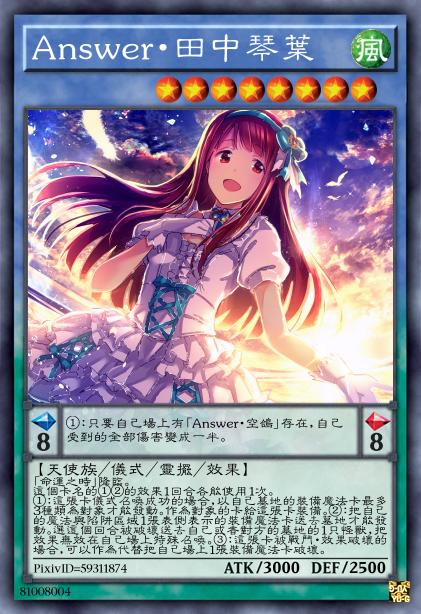 Answer·田中琴葉
風
①:只要自己場上有「Answer·空鴿」存在,自己
受到的全部傷害變成一半。
8
8
【天使族/儀式/靈擺/效果】
「命運之時」降臨。
這個卡名的①②的效果1回合各能使用1次。
①:這張卡儀式召喚成功的場合,以自己墓地的裝備魔法卡最多
3種類為對象才能發動。作為對象的卡給這張卡裝備。②:把自己
的魔法與陷阱區域1張表側表示的裝備魔法卡送去墓地才能發
動。選這個回合被破壞送去自己或者對方的墓地的1只怪獸,把
效果無效在自己場上特殊召喚。③:這張卡被戰鬥·效果破壞的
場合,可以作為代替把自己場上1張裝備魔法卡破壞。
PixivID=59311874
ATK/3000 DEF/2500
81008004